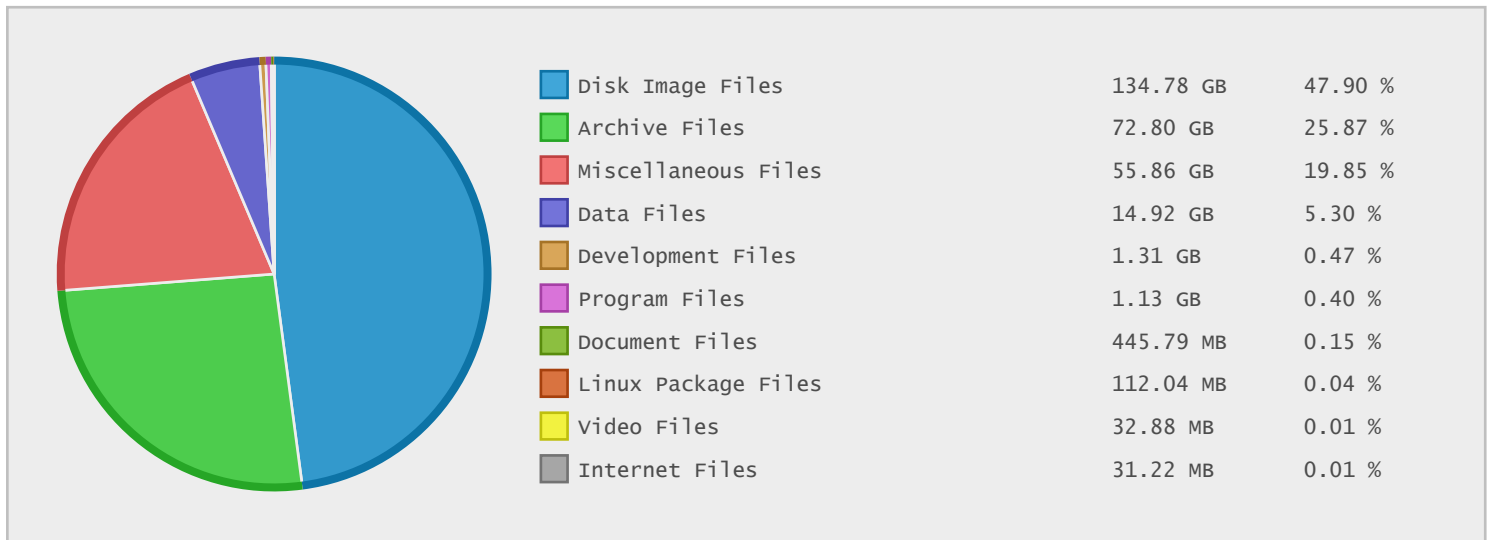 Disk Image Files 134.78 GB 47.90 %
Archive Files 72.80 GB 25.87 %
Miscellaneous Files 55.86 GB 19.85 %
Data Files 14.92 GB 5.30 %
Development Files 1.31 GB 0.47 %
Program Files 1.13 GB 0.40 %
Document Files 445.79 MB 0.15 %
Linux Package Files 112.04 MB 0.04 %
Video Files 32.88 MB 0.01 %
Internet Files 31.22 MB 0.01 %